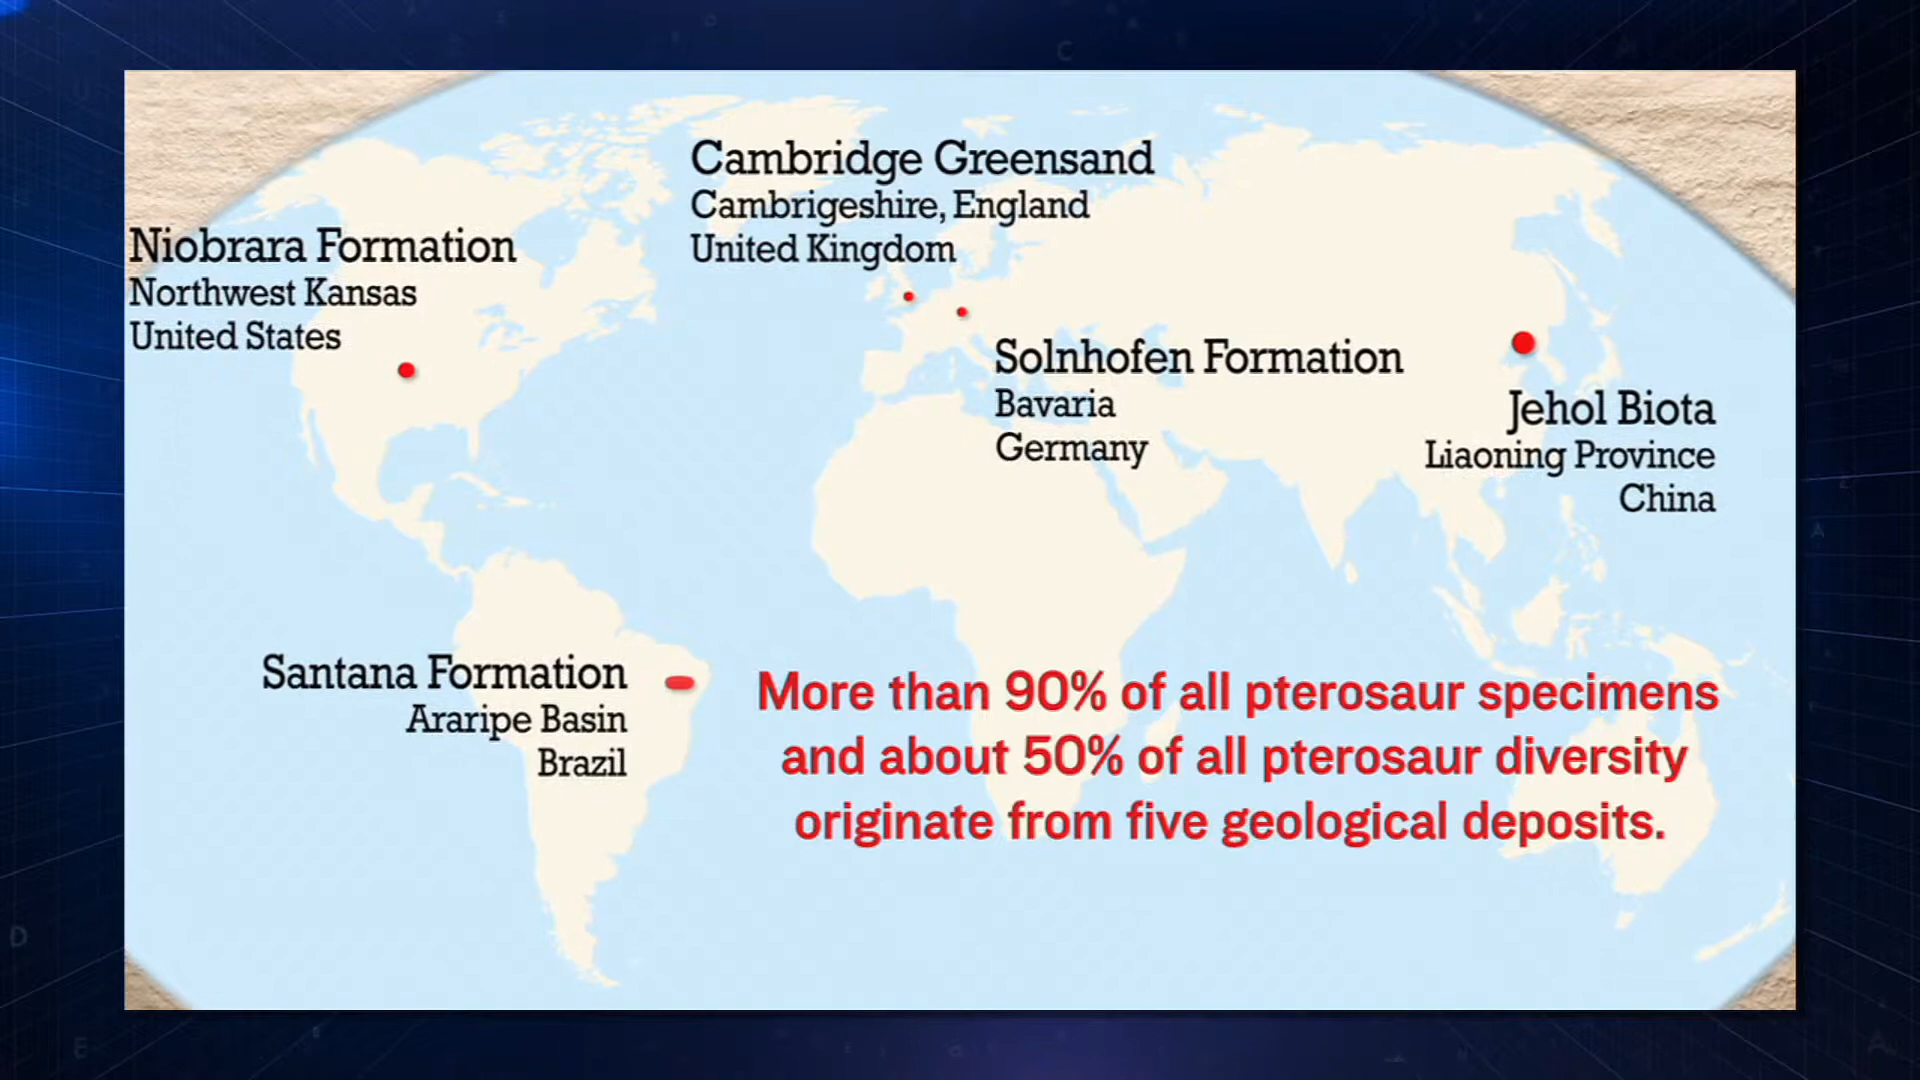 Cambridge Greensand
Cambrigeshire, England
United Kingdom
Niobrara Formation
Northwest Kansas
United States
Solnhofen Formation
Bavaria
Germany
Jehol Biota
Liaoning Province
China
Santana Formation
Araripe Basin
Brazil
More than 90% of all pterosaur specimens
and about 50% of all pterosaur diversity
originate from five geological deposits.